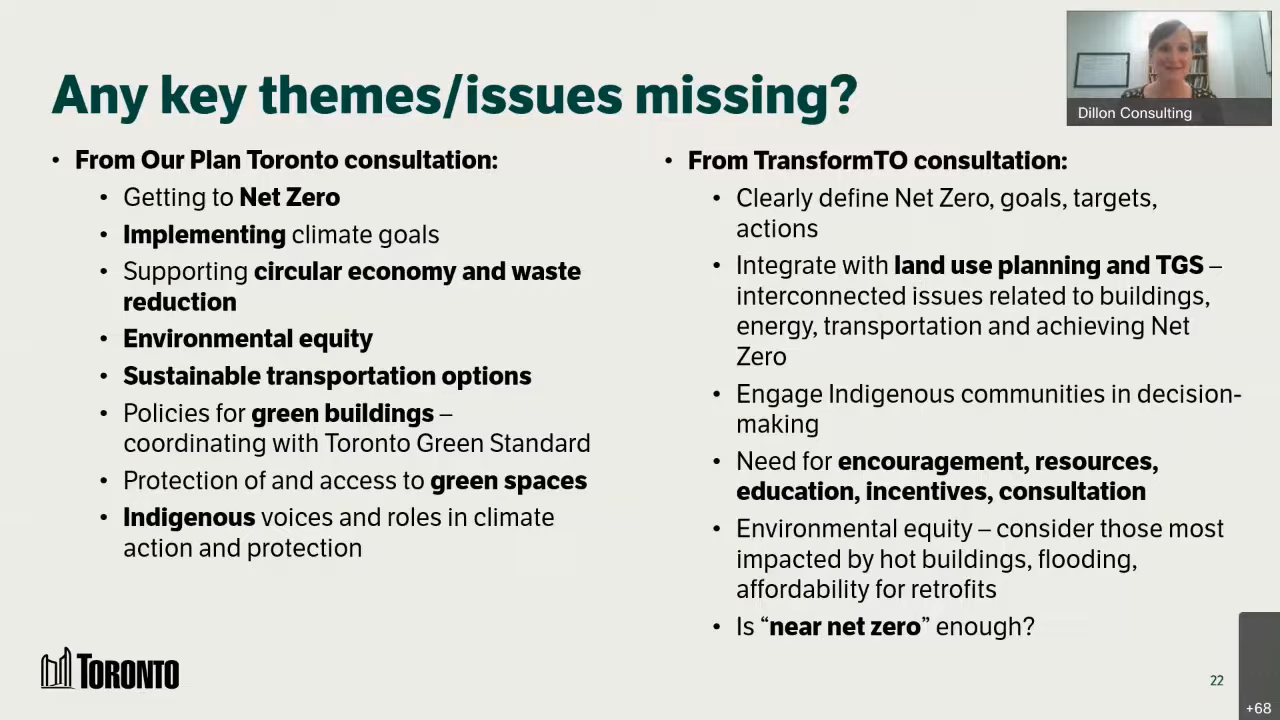 Any key themes/issues missing?
• From Our Plan Toronto consultation:
• Getting to Net Zero
• Implementing climate goals
• Supporting circular economy and waste
reduction
• Environmental equity
• Sustainable transportation options
• Policies for green buildings –
coordinating with Toronto Green Standard
• Protection of and access to green spaces
• Indigenous voices and roles in climate
action and protection
• From TransformTO consultation:
• Clearly define Net Zero, goals, targets,
actions
• Integrate with land use planning and TGS –
interconnected issues related to buildings,
energy, transportation and achieving Net
Zero
• Engage Indigenous communities in decision-
making
• Need for encouragement, resources,
education, incentives, consultation
• Environmental equity – consider those most
impacted by hot buildings, flooding,
affordability for retrofits
• Is “near net zero” enough?
Dillon Consulting
TORONTO
22
+68